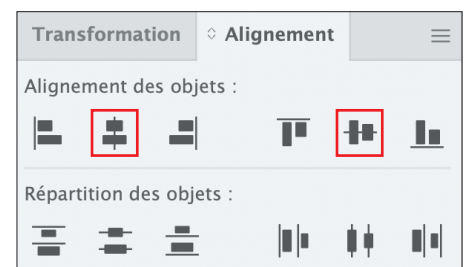 Transformation Alignement
Alignement des objets :
Répartition des objets :